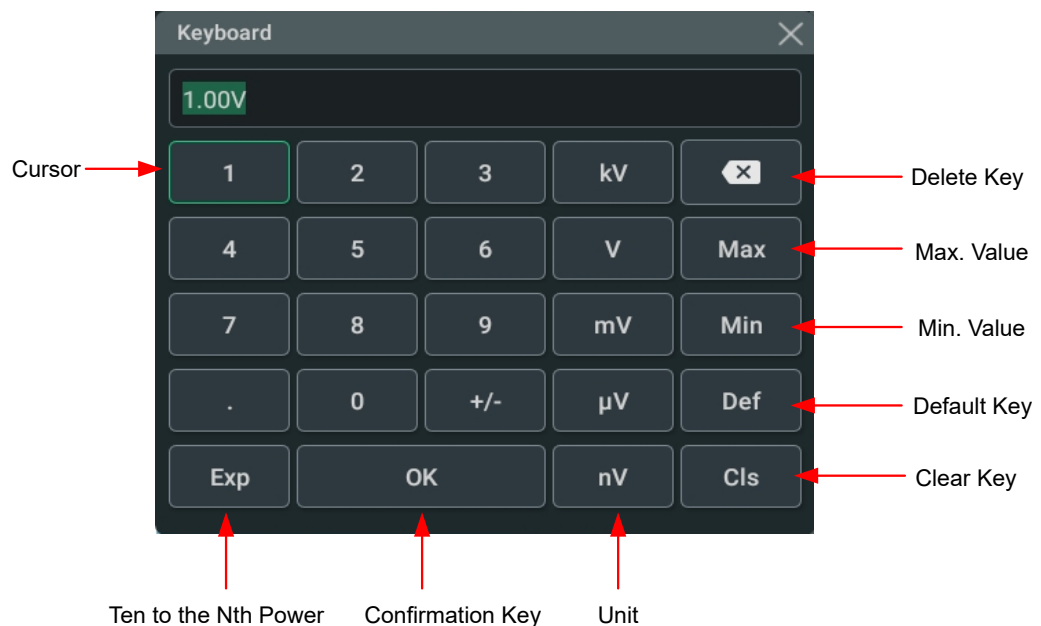 Keyboard
1.00V
Cursor 1 2 3 kV Delete Key
4 5 6 V Max Max. Value
7 8 9 mV Min Min. Value
. 0 +/- μV Def Default Key
Exp OK nV Cls Clear Key
Ten to the Nth Power Confirmation Key Unit